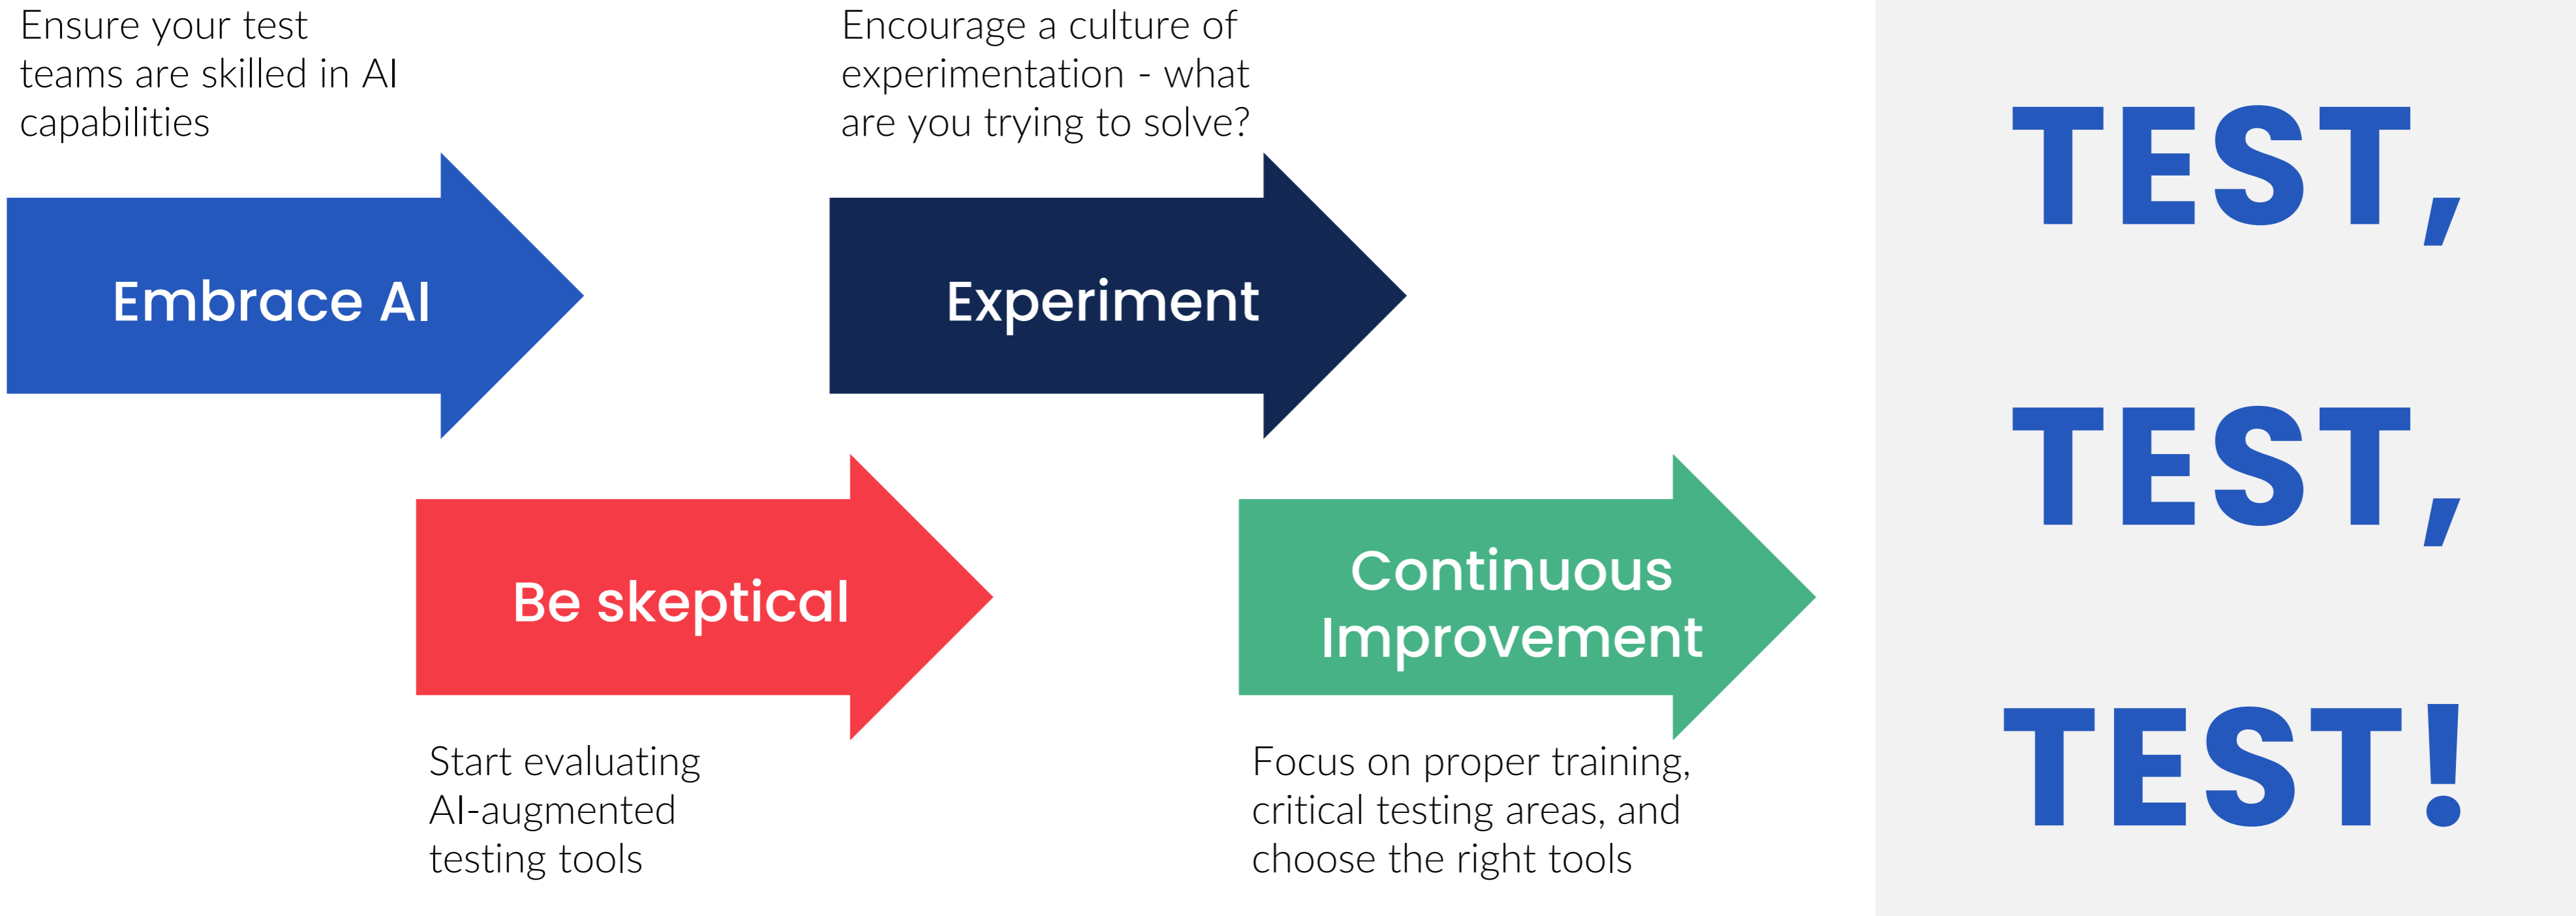 Ensure your test
teams are skilled in AI
capabilities
Embrace AI
Be skeptical
Start evaluating
AI-augmented
testing tools
Encourage a culture of
experimentation - what
are you trying to solve?
Experiment
Continuous
Improvement
Focus on proper training,
critical testing areas, and
choose the right tools
TEST,
TEST,
TEST!